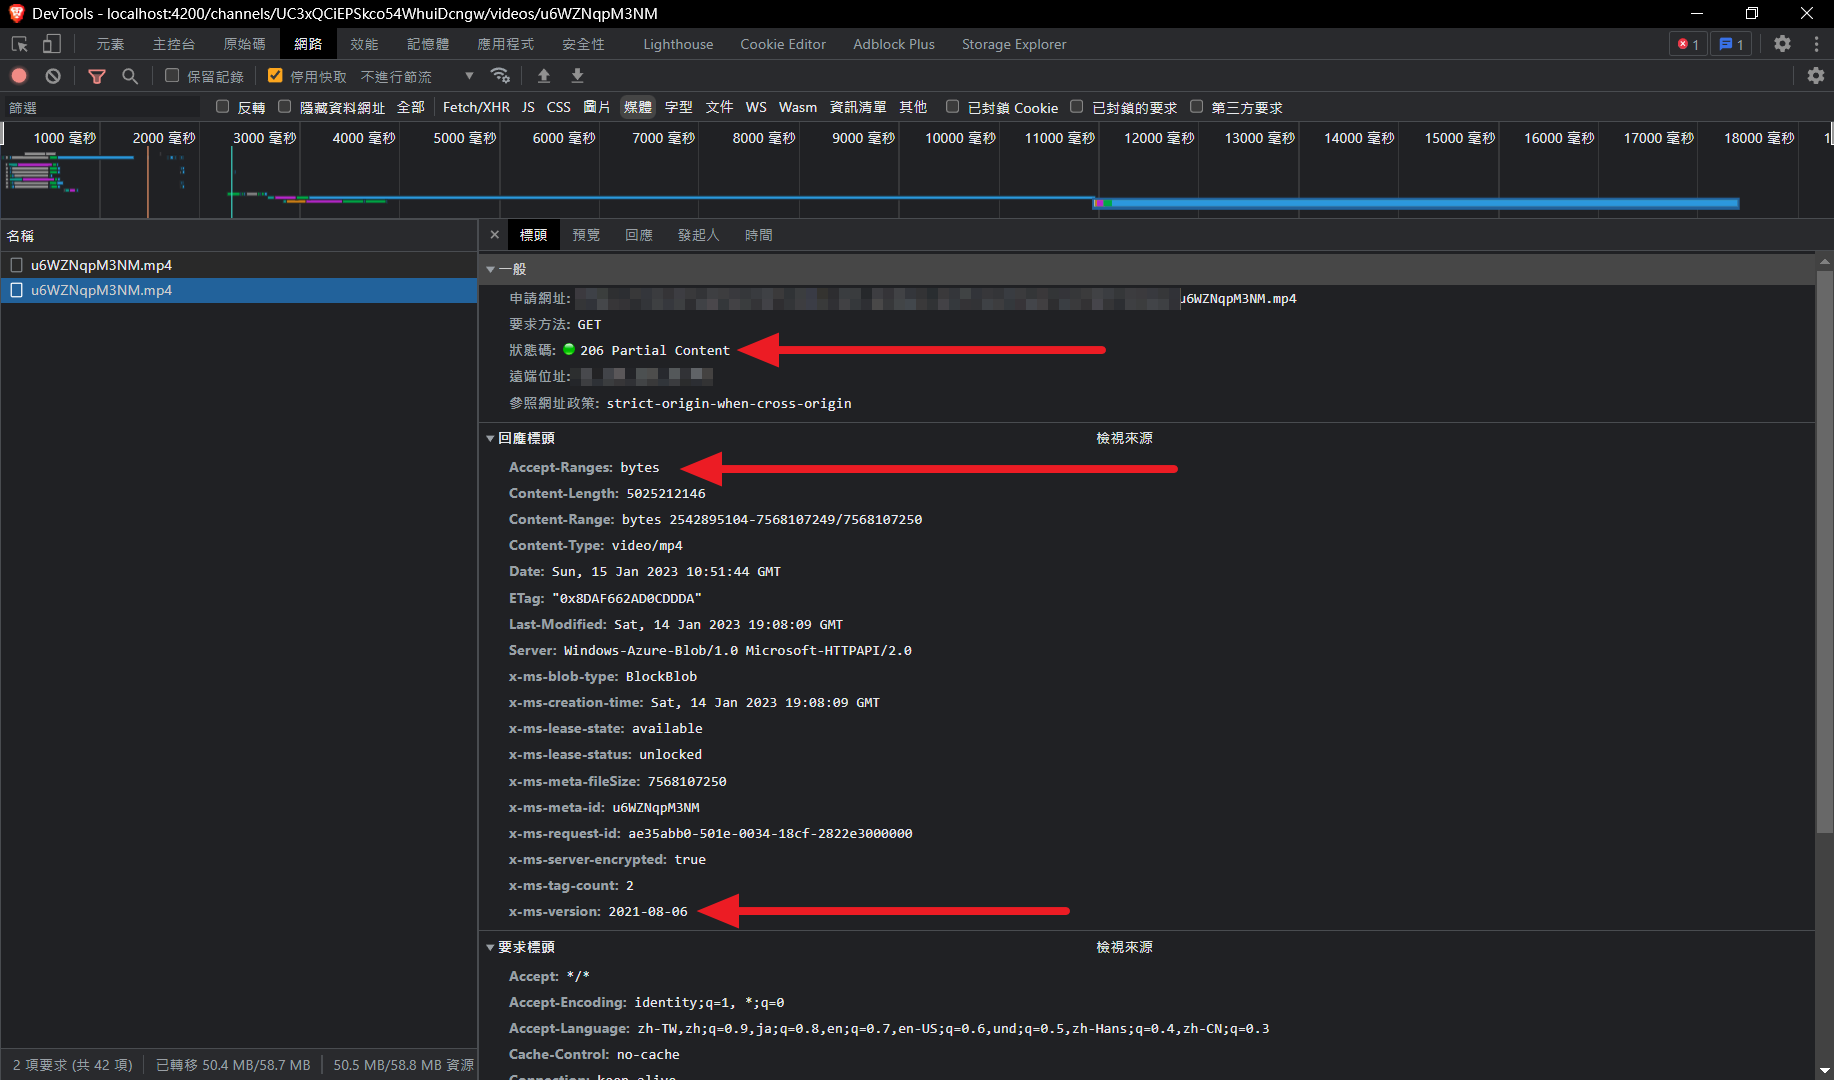 DevTools - localhost:4200/channels/UC3xQCiEPSkco54WhuiDcngw/videos/u6WZNqpM3NM
元素 主控台 原始碼 網路 效能 記憶體 應用程式 安全性 Lighthouse Cookie Editor Adblock Plus Storage Explorer 1 1
保留記錄 停用快取 不進行節流
篩選 反轉 隱藏資料網址 全部 Fetch/XHR JS CSS 圖片 媒體 字型 文件 WS Wasm 資訊清單 其他 已封鎖 Cookie 已封鎖的要求 第三方要求
1000 毫秒 2000 毫秒 3000 毫秒 4000 毫秒 5000 毫秒 6000 毫秒 7000 毫秒 8000 毫秒 9000 毫秒 10000 毫秒 11000 毫秒 12000 毫秒 13000 毫秒 14000 毫秒 15000 毫秒 16000 毫秒 17000 毫秒 18000 毫秒
名稱
u6WZNqpM3NM.mp4
u6WZNqpM3NM.mp4
標頭 預覽 回應 發起人 時間
一般
申請網址: u6WZNqpM3NM.mp4
要求方法: GET
狀態碼: 206 Partial Content
遠端位址:
參照網址政策: strict-origin-when-cross-origin
回應標頭 檢視來源
Accept-Ranges: bytes
Content-Length: 5025212146
Content-Range: bytes 2542895104-7568107249/7568107250
Content-Type: video/mp4
Date: Sun, 15 Jan 2023 10:51:44 GMT
ETag: "0x8DAF662AD0CDDDA"
Last-Modified: Sat, 14 Jan 2023 19:08:09 GMT
Server: Windows-Azure-Blob/1.0 Microsoft-HTTPAPI/2.0
x-ms-blob-type: BlockBlob
x-ms-creation-time: Sat, 14 Jan 2023 19:08:09 GMT
x-ms-lease-state: available
x-ms-lease-status: unlocked
x-ms-meta-fileSize: 7568107250
x-ms-meta-id: u6WZNqpM3NM
x-ms-request-id: ae35abb0-501e-0034-18cf-2822e3000000
x-ms-server-encrypted: true
x-ms-tag-count: 2
x-ms-version: 2021-08-06
要求標頭 檢視來源
Accept: */*
Accept-Encoding: identity;q=1, *;q=0
Accept-Language: zh-TW,zh;q=0.9,ja;q=0.8,en;q=0.7,en-US;q=0.6,und;q=0.5,zh-Hans;q=0.4,zh-CN;q=0.3
Cache-Control: no-cache
Connection: keep-alive
2 項要求 (共 42 項) 已轉移 50.4 MB/58.7 MB 50.5 MB/58.8 MB 資源